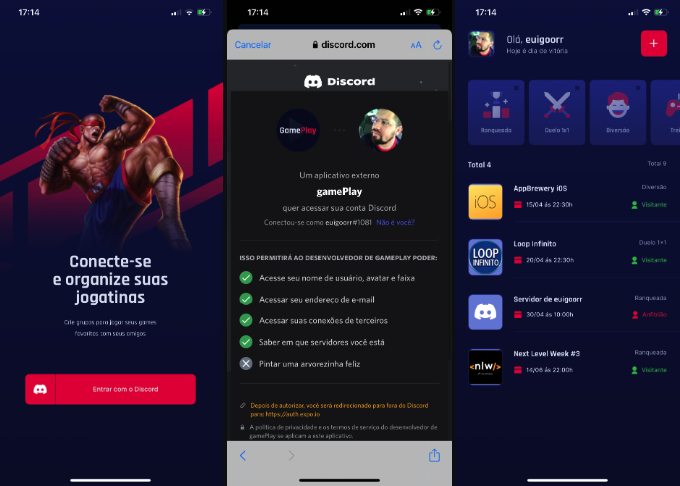 17:14
Conecte-se
e organize suas
jogatinas
Crie grupos para jogar seus games
favoritos com seus amigos
Entrar com o Discord
17:14
Cancelar
discord.com
AA
Discord
GamePlay
Um aplicativo externo
gamePlay
quer acessar sua conta Discord
Conectou-se como euigoorr#1081 Não é você?
ISSO PERMITIRÁ AO DESENVOLVEDOR DE GAMEPLAY PODER:
Acesse seu nome de usuário, avatar e faixa
Acessar seu endereço de e-mail
Acessar suas conexões de terceiros
Saber em que servidores você está
Pintar uma arvorezinha feliz
Depois de autorizar, você será redirecionado para fora do Discord
para: https://auth.expo.io
A política de privacidade e os termos de serviço do desenvolvedor de
gamePlay se aplicam a este aplicativo.
17:14
Olá, euigoorr
Hoje é dia de vitória
+
Ranqueada
Duelo 1x1
Diversão
Trei
Total 4
Total 9
iOS
AppBrewery iOS
Diversão
15/04 às 22:30h
Visitante
LOOP
INFINITO
Loop Infinito
Duelo 1x1
20/04 às 22:30h
Visitante
Servidor de euigoorr
Ranqueada
30/04 às 10:00h
Anfitrião
<nlw/>
Next Level Week #3
Ranqueada
14/06 às 22:00h
Visitante